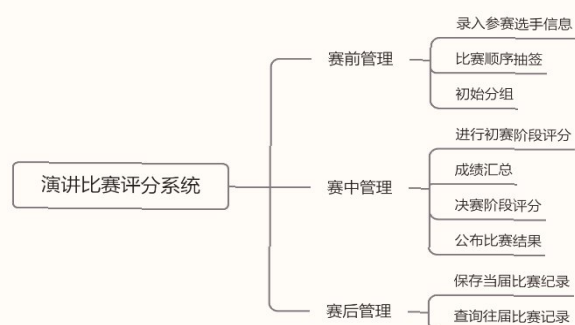 演讲比赛评分系统
赛前管理
录入参赛选手信息
比赛顺序抽签
初始分组
赛中管理
进行初赛阶段评分
成绩汇总
决赛阶段评分
公布比赛结果
赛后管理
保存当届比赛纪录
查询往届比赛记录